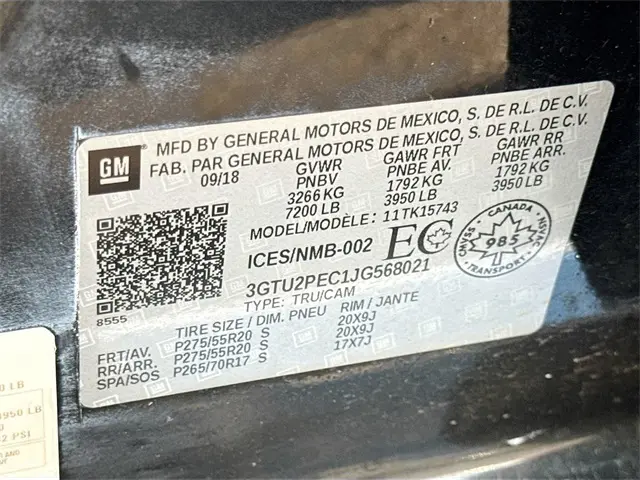 GM
MFD BY GENERAL MOTORS DE MEXICO, S. DE R.L. DE C.V.
FAB. PAR GENERAL MOTORS DE MEXICO, S. DE R.L. DE C.V.
09/18 GVWR GAWR FRT GAWR RR
PNBV PNBE AV. PNBE ARR.
3266 KG 1792 KG 1792 KG
7200 LB 3950 LB 3950 LB
MODEL/MODÈLE: 11TK15743
ICES/NMB-002 EC
CANADA
985
TRANSPORT
3GTU2PEC1JG568021
TYPE: TRU/CAM
8555
TIRE SIZE / DIM. PNEU RIM / JANTE
FRT/AV. P275/55R20 S 20X9J
RR/ARR. P275/55R20 S 20X9J
SPA/SOS P265/70R17 S 17X7J
LB
3950 LB
PSI